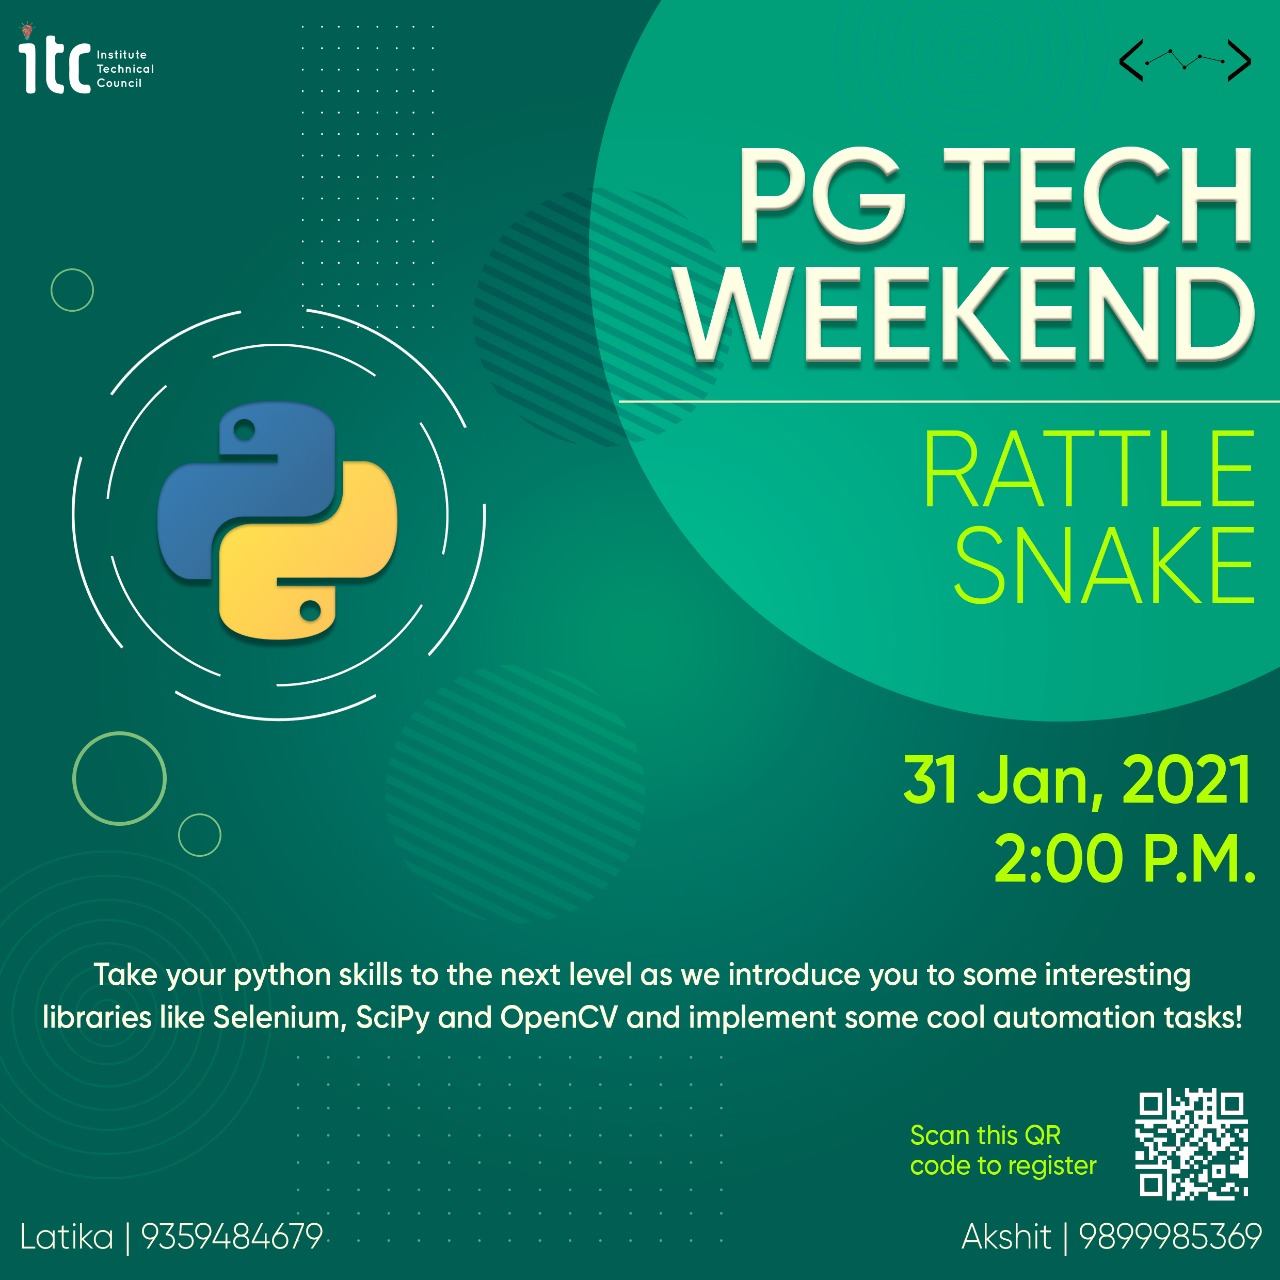 itc Institute
Technical
Council
PG TECH
WEEKEND
RATTLE
SNAKE
31 Jan, 2021
2:00 P.M.
Take your python skills to the next level as we introduce you to some interesting
libraries like Selenium, SciPy and OpenCV and implement some cool automation tasks!
Scan this QR
code to register
Latika | 9359484679
Akshit | 9899985369